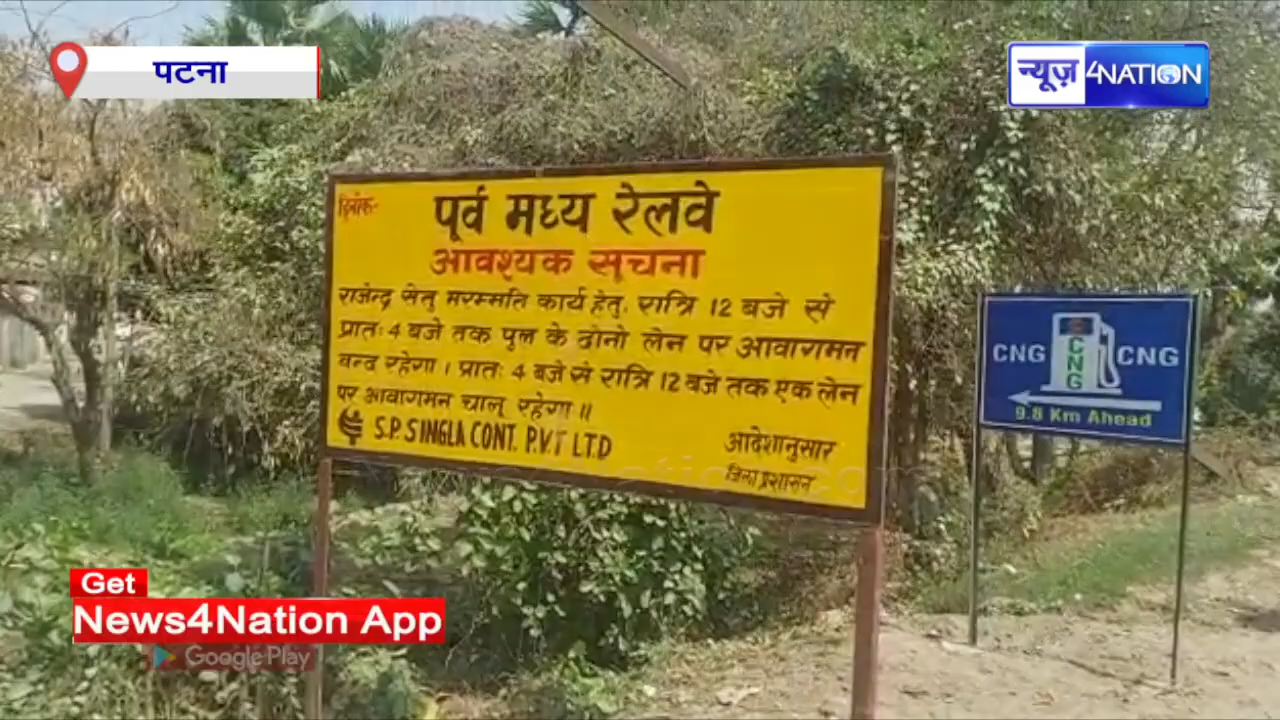 पटना
न्यूज़ 4NATION
दिनांकः
पूर्व मध्य रेलवे
आवश्यक सूचना
राजेन्द्र सेतु मरम्मति कार्य हेतु, रात्रि 12 बजे से
प्रातः 4 बजे तक पुल के दोनो लेन पर आवागमन
बन्द रहेगा। प्रातः 4 बजे से रात्रि 12 बजे तक एक लेन
पर आवागमन चालू रहेगा॥
S.P. SINGLA CONT. P.V.T LTD
आदेशानुसार
जिला प्रशासन
CNG CNG CNG
9.8 Km Ahead
Get
News4Nation App
Google Play